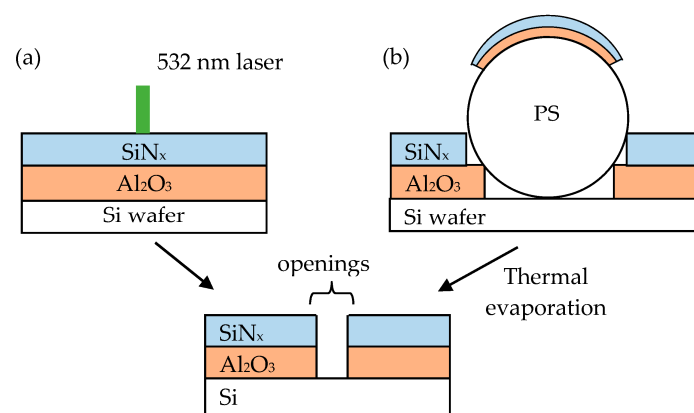 (a)
532 nm laser
SiNₓ
Al₂O₃
Si wafer
(b)
PS
SiNₓ
Al₂O₃
Si wafer
openings
Thermal
evaporation
SiNₓ
Al₂O₃
Si